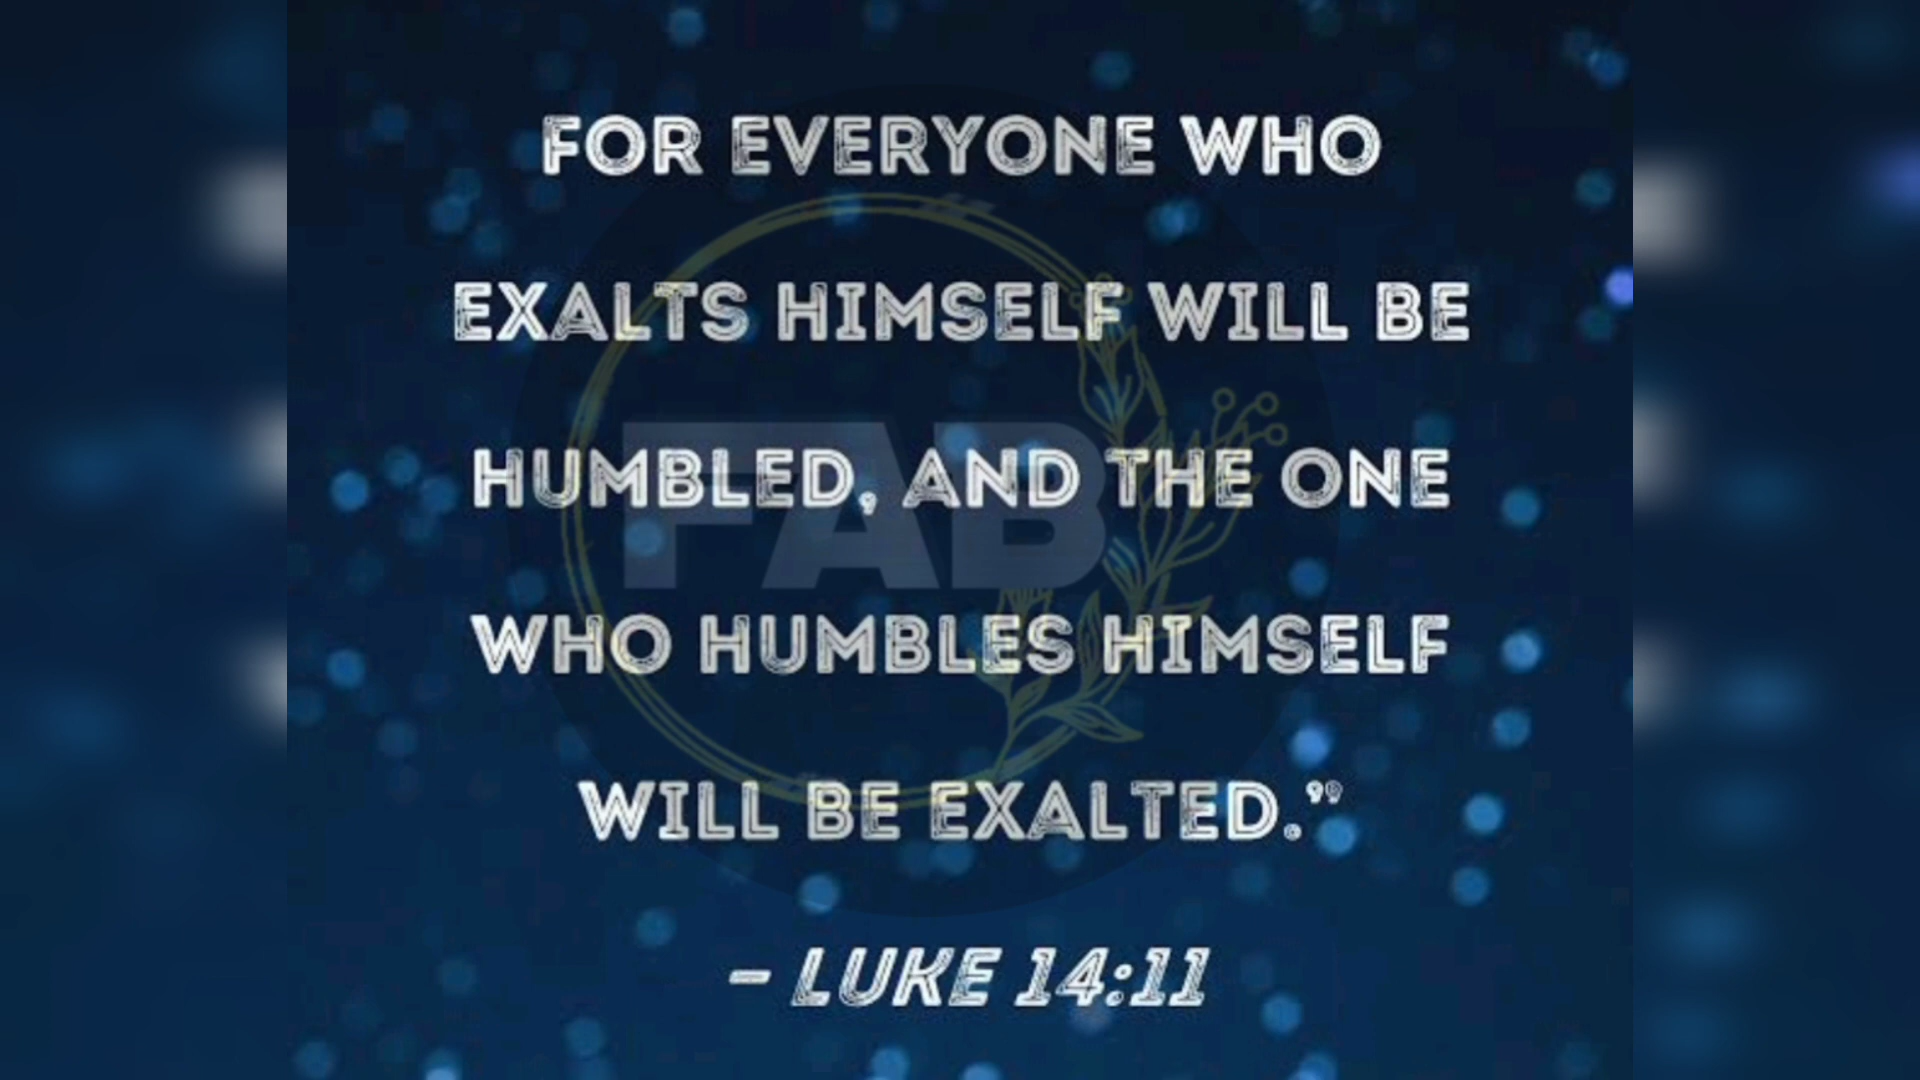 FOR EVERYONE WHO
EXALTS HIMSELF WILL BE
HUMBLED, AND THE ONE
WHO HUMBLES HIMSELF
WILL BE EXALTED.”
– LUKE 14:11
FAB